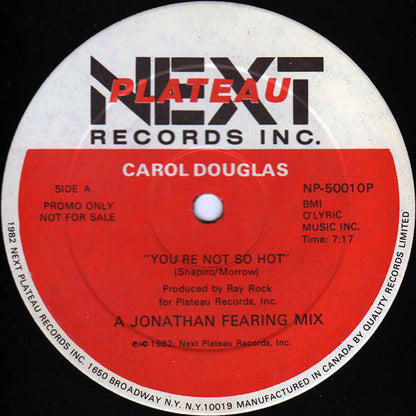 NEXT
PLATEAU
RECORDS INC.
CAROL DOUGLAS
SIDE A
PROMO ONLY
NOT FOR SALE
NP-50010P
BMI
O'LYRIC
MUSIC INC.
Time: 7:17
"YOU'RE NOT SO HOT"
(Shapiro/Morrow)
Produced by Ray Rock
for Plateau Records, Inc.
A JONATHAN FEARING MIX
℗·© 1982, Next Plateau Records, Inc.
1982 NEXT PLATEAU RECORDS INC. 1650 BROADWAY N.Y. N.Y. 10019 MANUFACTURED IN CANADA BY QUALITY RECORDS LIMITED